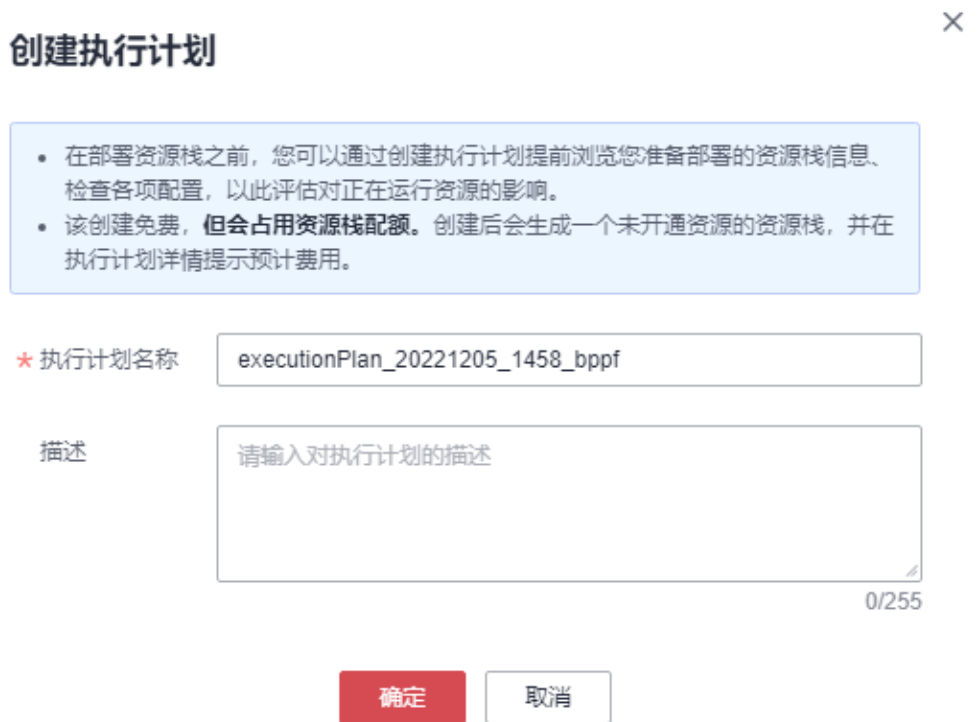 创建执行计划
在部署资源栈之前，您可以通过创建执行计划提前浏览您准备部署的资源栈信息、
检查各项配置，以此评估对正在运行资源的影响。
该创建免费，但会占用资源栈配额。创建后会生成一个未开通资源的资源栈，并在
执行计划详情提示预计费用。
* 执行计划名称 executionPlan_20221205_1458_bppf
描述 请输入对执行计划的描述
0/255
确定 取消